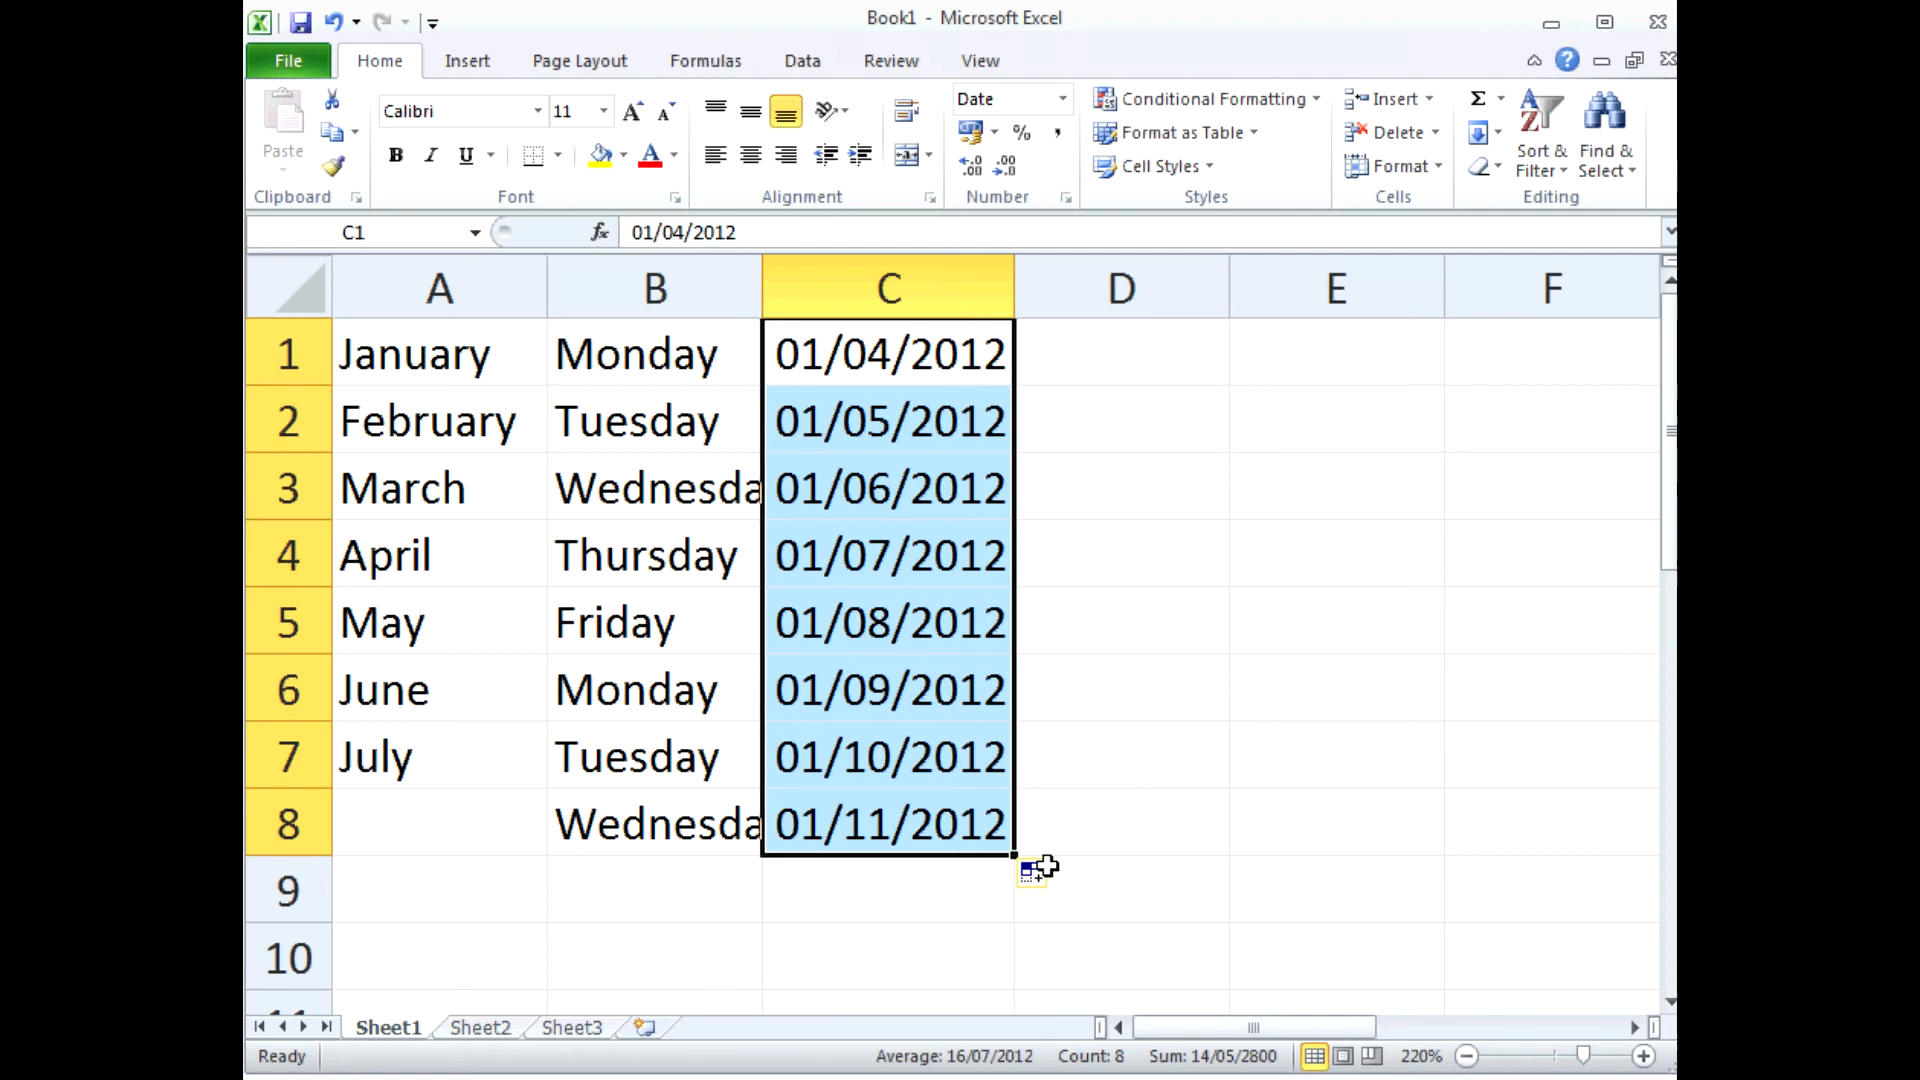 Book1 - Microsoft Excel
File Home Insert Page Layout Formulas Data Review View
Paste
Calibri 11
B I U
Date
%
Conditional Formatting
Format as Table
Cell Styles
Insert
Delete
Format
Σ
Sort & Filter
Find & Select
Clipboard Font Alignment Number Styles Cells Editing
C1 fx 01/04/2012
A B C D E F
1 January Monday 01/04/2012
2 February Tuesday 01/05/2012
3 March Wednesda 01/06/2012
4 April Thursday 01/07/2012
5 May Friday 01/08/2012
6 June Monday 01/09/2012
7 July Tuesday 01/10/2012
8 Wednesda 01/11/2012
9
10
Sheet1 Sheet2 Sheet3
Ready Average: 16/07/2012 Count: 8 Sum: 14/05/2800 220%